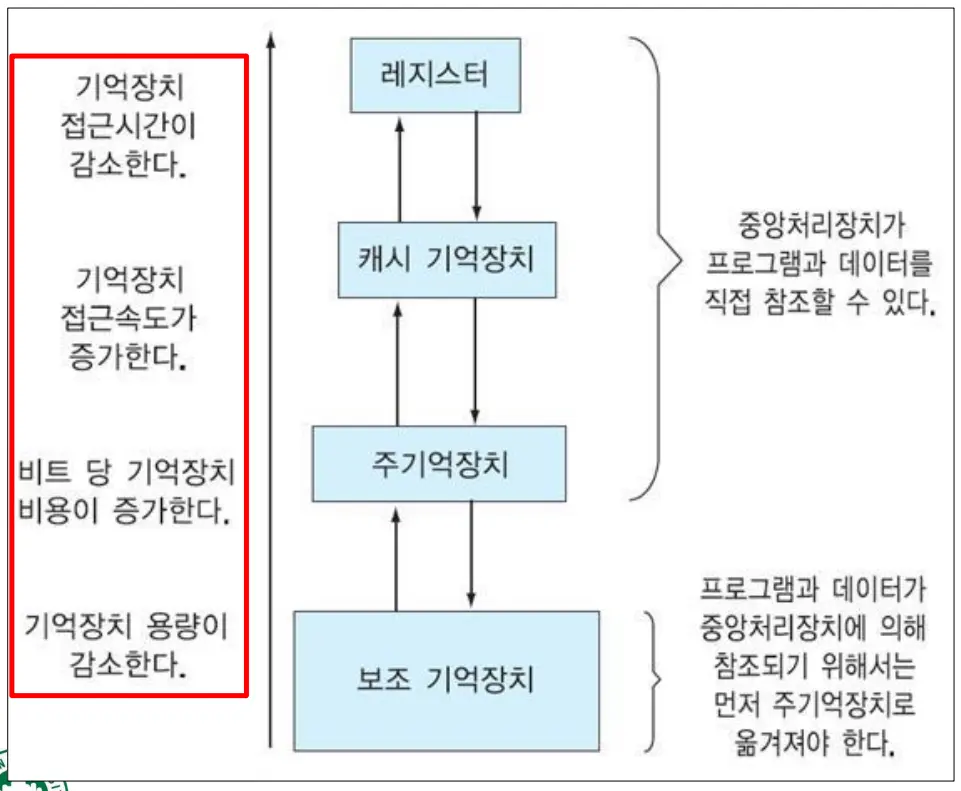 기억장치
접근시간이
감소한다.
기억장치
접근속도가
증가한다.
비트 당 기억장치
비용이 증가한다.
기억장치 용량이
감소한다.
레지스터
캐시 기억장치
주기억장치
보조 기억장치
중앙처리장치가
프로그램과 데이터를
직접 참조할 수 있다.
프로그램과 데이터가
중앙처리장치에 의해
참조되기 위해서는
먼저 주기억장치로
옮겨져야 한다.